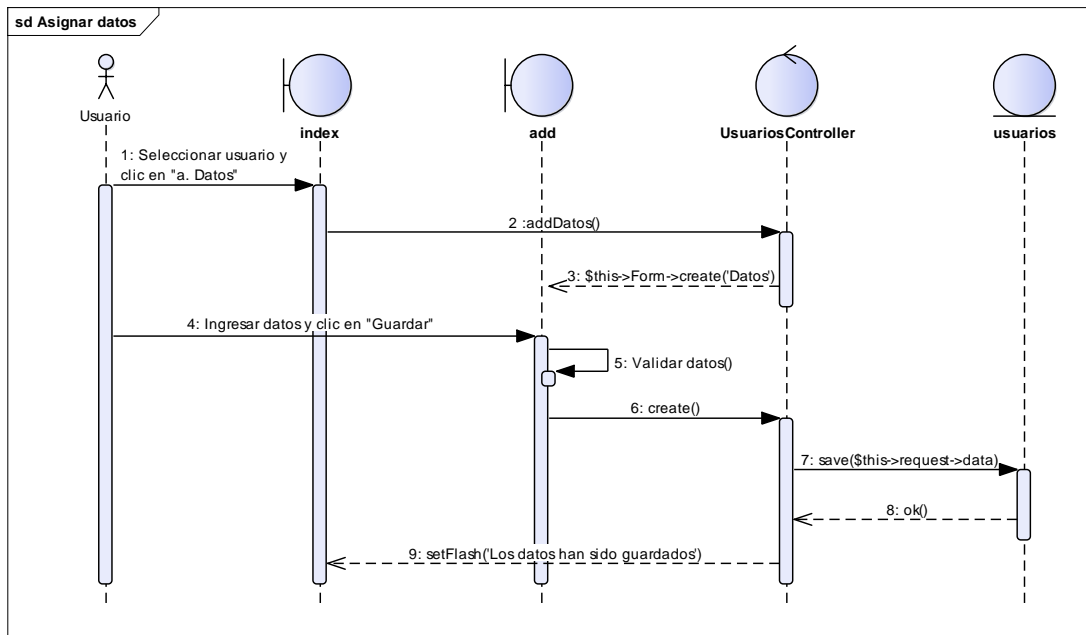 sd Asignar datos
Usuario
index
add
UsuariosController
usuarios
1: Seleccionar usuario y
clic en "a. Datos"
2 :addDatos()
3: $this->Form->create('Datos')
4: Ingresar datos y clic en "Guardar"
5: Validar datos()
6: create()
7: save($this->request->data)
8: ok()
9: setFlash('Los datos han sido guardados')